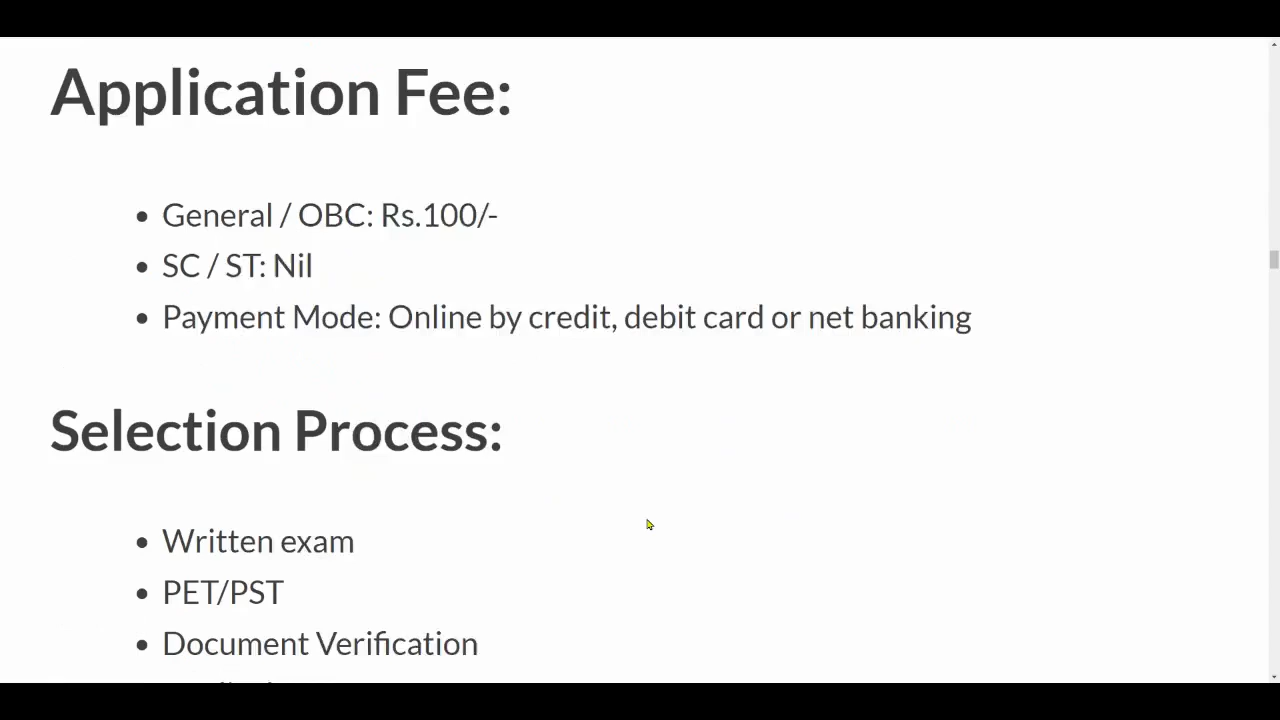 Application Fee:
• General / OBC: Rs.100/-
• SC / ST: Nil
• Payment Mode: Online by credit, debit card or net banking
Selection Process:
• Written exam
• PET/PST
• Document Verification